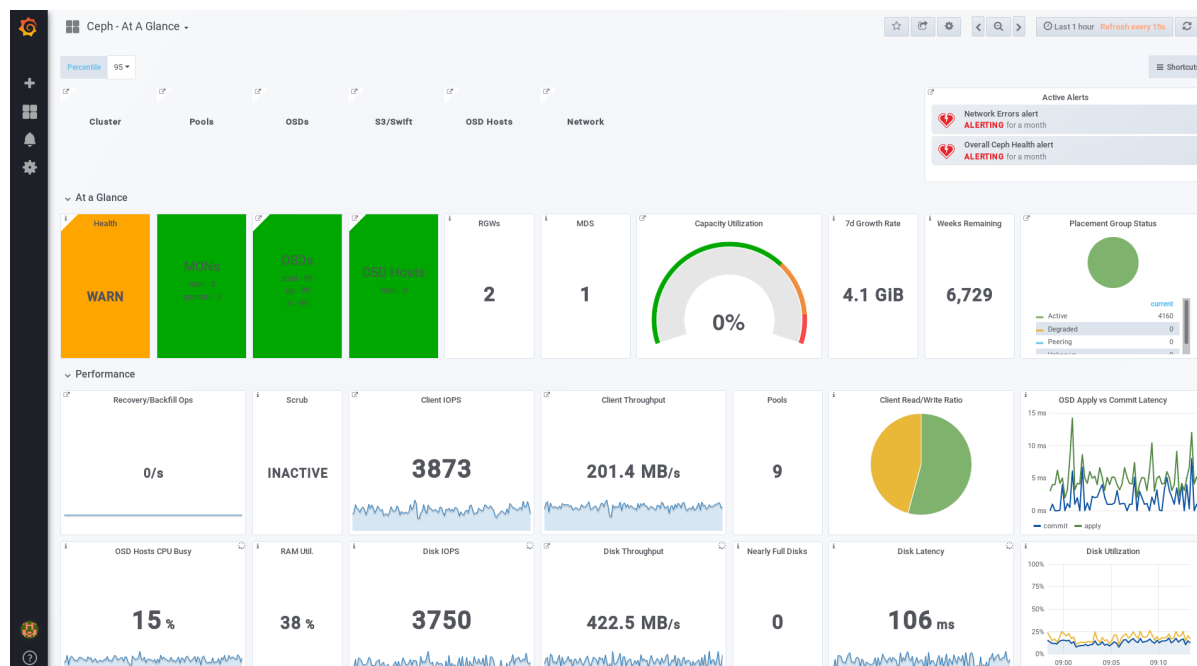 Ceph - At A Glance
Last 1 hour Refresh every 15s
Percentile 95
Shortcuts
Cluster
Pools
OSDs
S3/Swift
OSD Hosts
Network
Active Alerts
Network Errors alert
ALERTING for a month
Overall Ceph Health alert
ALERTING for a month
At a Glance
Health
WARN
MONs
OSDs
OSD Hosts
RGWs
2
MDS
1
Capacity Utilization
0%
7d Growth Rate
4.1 GiB
Weeks Remaining
6,729
Placement Group Status
current
Active 4160
Degraded 0
Peering 0
Performance
Recovery/Backfill Ops
0/s
Scrub
INACTIVE
Client IOPS
3873
Client Throughput
201.4 MB/s
Pools
9
Client Read/Write Ratio
OSD Apply vs Commit Latency
15 ms
10 ms
5 ms
0 ms
commit apply
OSD Hosts CPU Busy
15 %
RAM Util.
38 %
Disk IOPS
3750
Disk Throughput
422.5 MB/s
Nearly Full Disks
0
Disk Latency
106 ms
Disk Utilization
100%
75%
50%
25%
0%
09:00 09:05 09:10